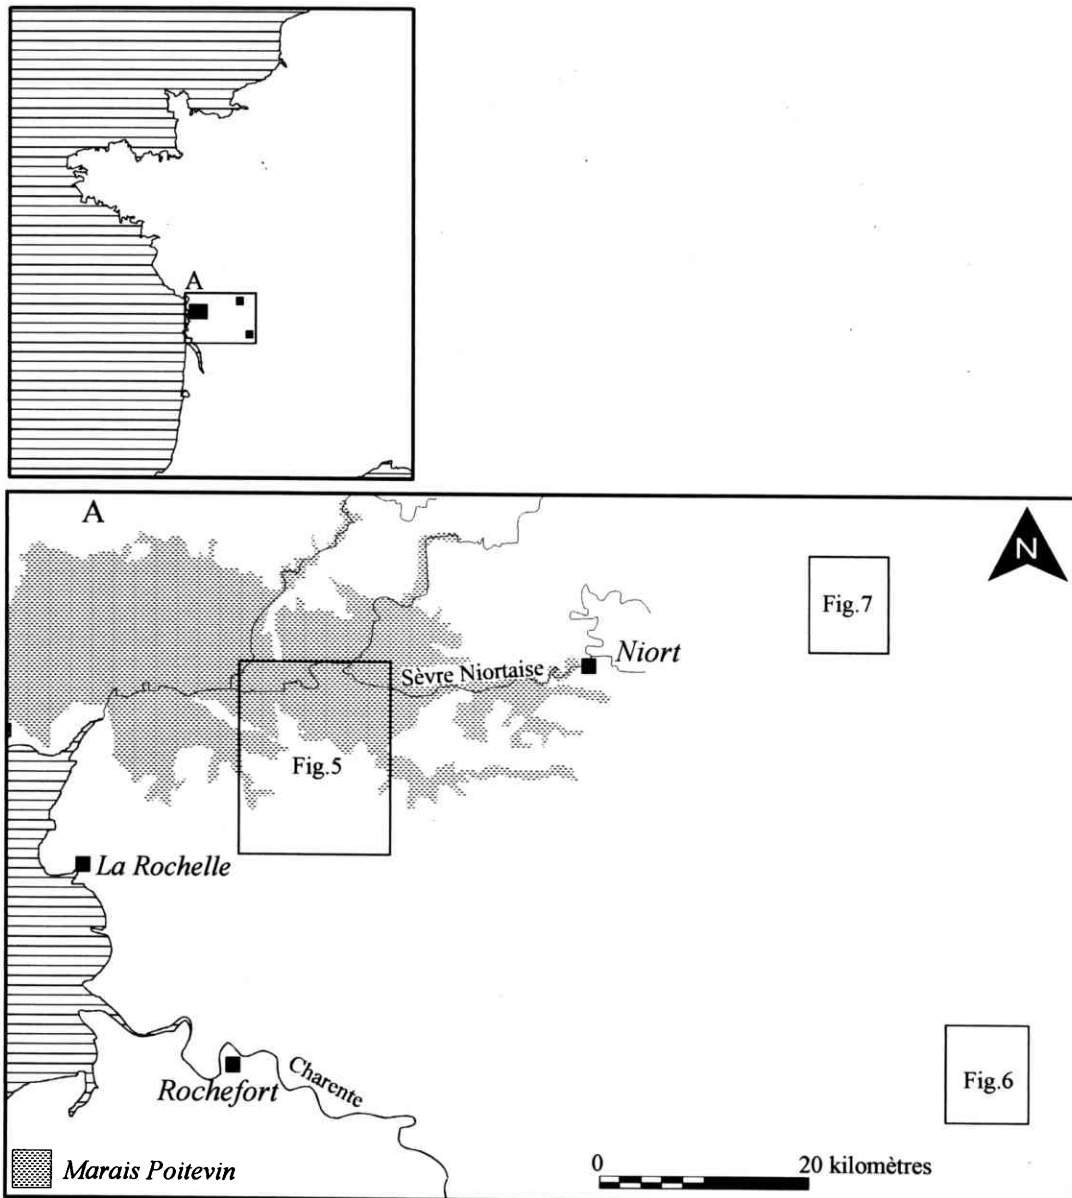 A
A
N
Fig.7
Niort
Sèvre Niortaise
Fig.5
La Rochelle
Charente
Rochefort
Fig.6
0 20 kilomètres
Marais Poitevin